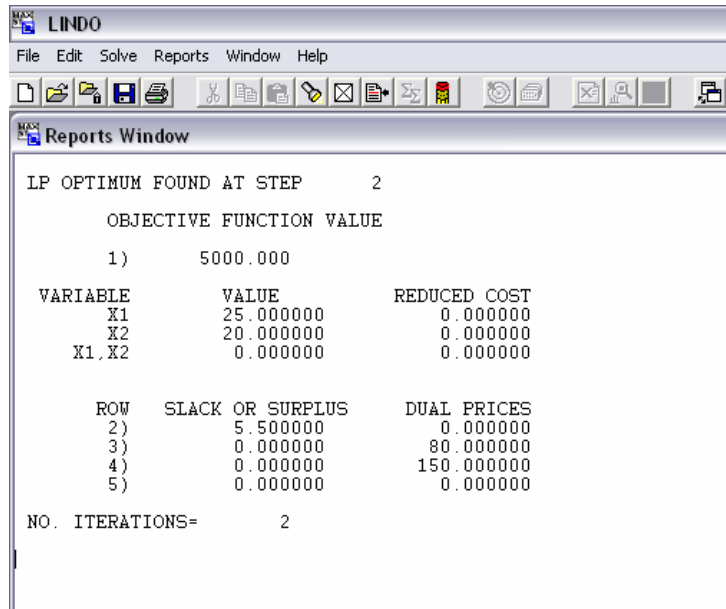 LINDO
File Edit Solve Reports Window Help
Reports Window
LP OPTIMUM FOUND AT STEP 2
OBJECTIVE FUNCTION VALUE
1) 5000.000
VARIABLE VALUE REDUCED COST
X1 25.000000 0.000000
X2 20.000000 0.000000
X1,X2 0.000000 0.000000
ROW SLACK OR SURPLUS DUAL PRICES
2) 5.500000 0.000000
3) 0.000000 80.000000
4) 0.000000 150.000000
5) 0.000000 0.000000
NO. ITERATIONS= 2